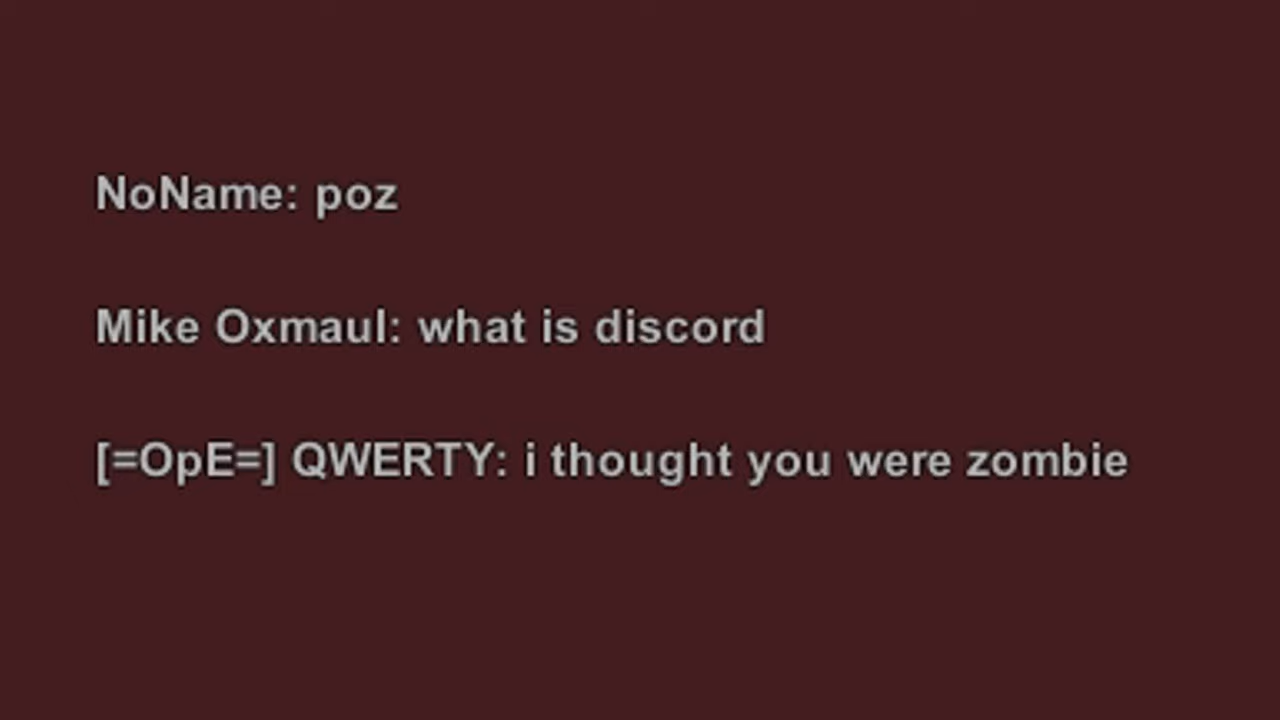 NoName: poz
Mike Oxmaul: what is discord
[=OpE=] QWERTY: i thought you were zombie